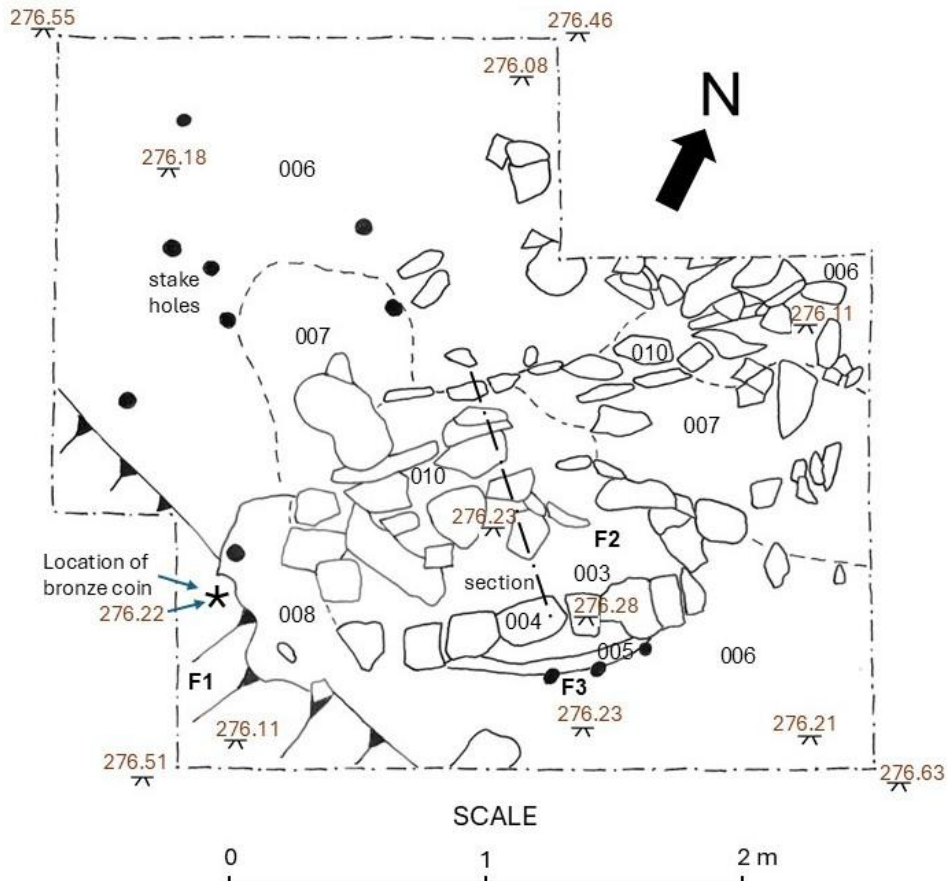 276.55
276.46
276.08
N
276.18
006
stake
holes
006
276.11
007
010
007
010
276.23
F2
Location of
bronze coin
section
003
276.22
008
004
276.28
005
006
F1
F3
276.11
276.23
276.21
276.51
276.63
SCALE
0 1 2 m